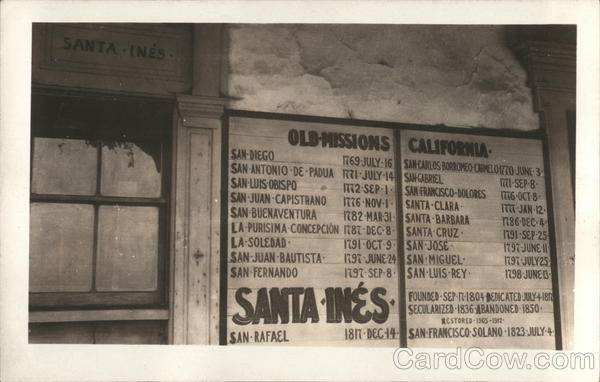 SANTA·INÉS
OLD·MISSIONS
SAN·DIEGO 1769·JULY·16
SAN·ANTONIO·DE·PADUA 1771·JULY·14
SAN·LUIS·OBISPO 1772·SEP·1
SAN·JUAN·CAPISTRANO 1776·NOV·1
SAN·BUENAVENTURA 1782·MAR·31
LA·PURISIMA·CONCEPCIÓN 1787·DEC·8
LA·SOLEDAD· 1791·OCT·9
SAN·JUAN·BAUTISTA· 1797·JUNE·24
SAN·FERNANDO 1797·SEP·8
SANTA·INÉS·
SAN·RAFAEL 1817·DEC·14
CALIFORNIA·
SAN·CARLOS·BORROMEO·CARMELO 1770·JUNE·3
SAN·GABRIEL 1771·SEP·8
SAN·FRANCISCO·DOLORES 1776·OCT·8
SANTA·CLARA 1777·JAN·12
SANTA·BARBARA 1786·DEC·4
SANTA·CRUZ 1791·SEP·25
SAN·JOSÉ 1797·JUNE·11
SAN·MIGUEL 1797·JULY·25
SAN·LUIS·REY 1798·JUNE·13
FOUNDED·SEP·17·1804 DEDICATED·JULY·4·1817
SECULARIZED·1836·ABANDONED·1850
RESTORED·1905-1912
SAN·FRANCISCO·SOLANO·1823·JULY·4
CardCow.com